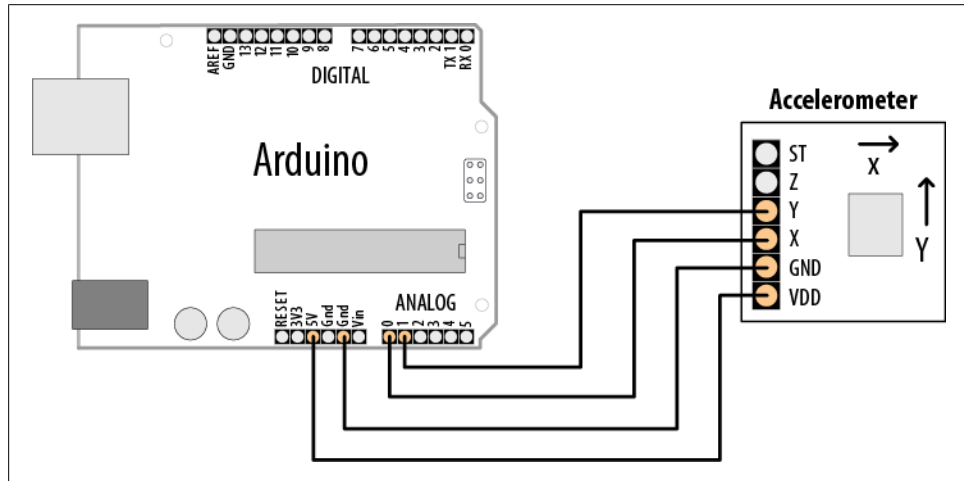 AREF GND 13 12 11 10 9 8 7 6 5 4 3 2 TX 1 RX 0
DIGITAL
Arduino
RESET 3V3 5V Gnd Gnd Vin
ANALOG
0 1 2 3 4 5
Accelerometer
ST
Z
Y
X
GND
VDD
X
Y